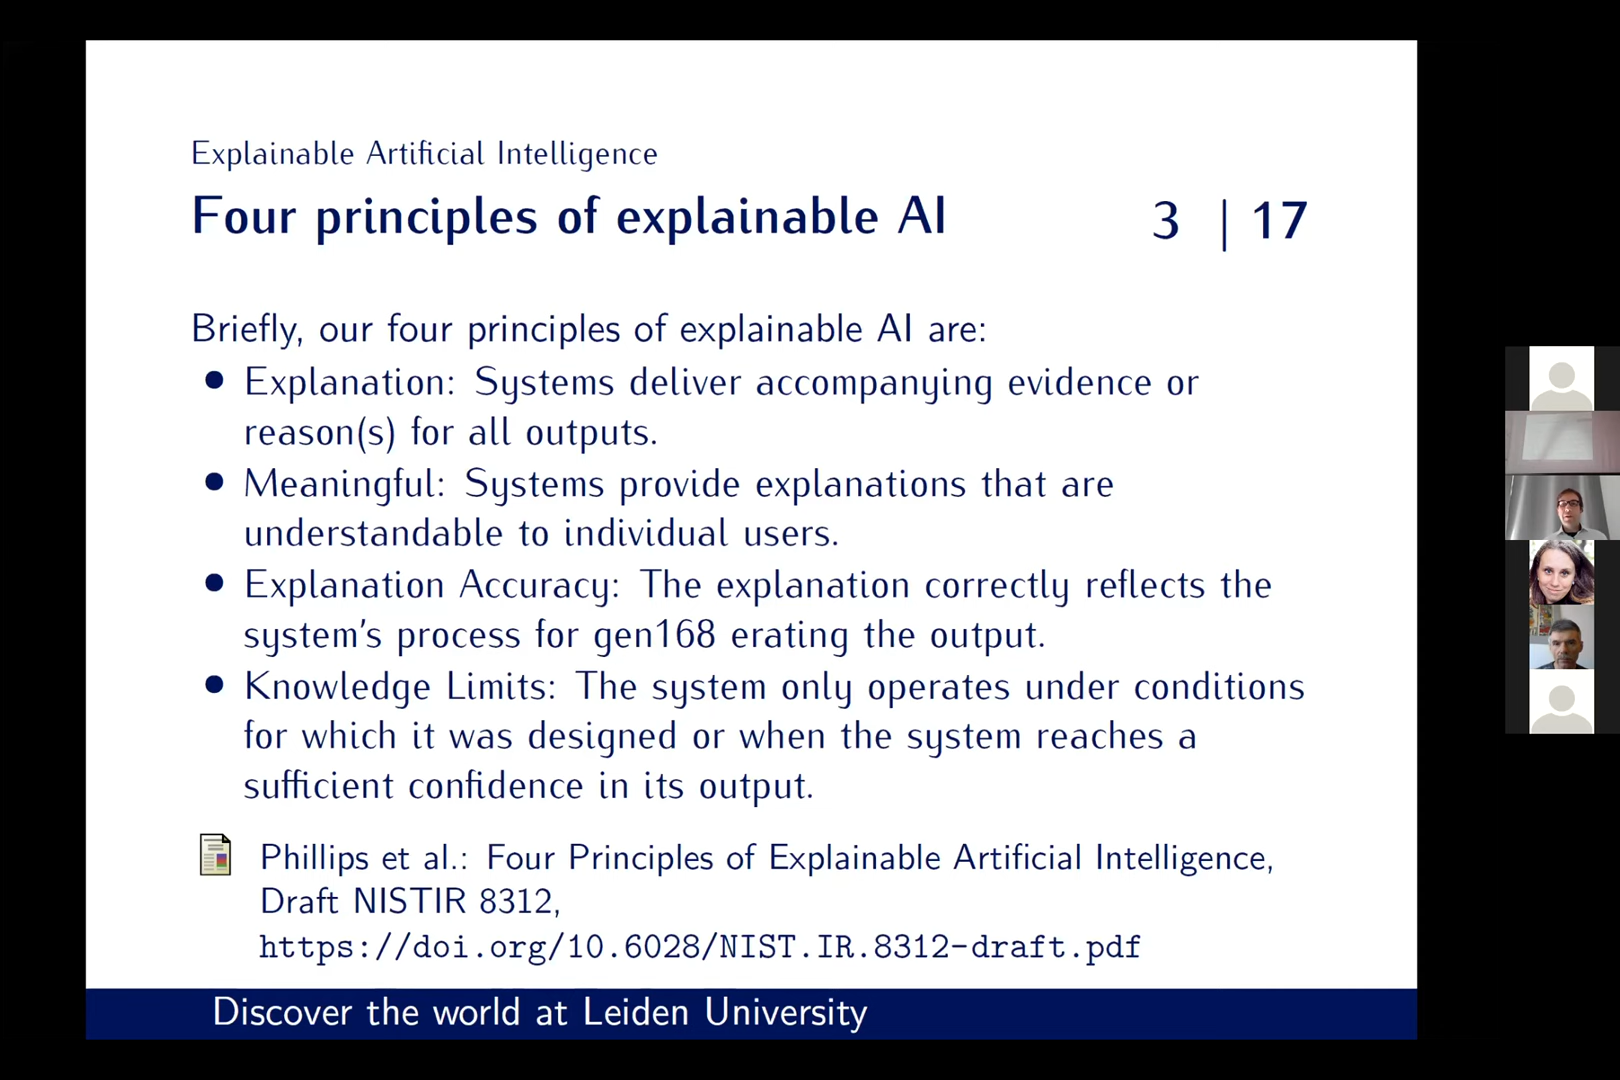 Explainable Artificial Intelligence
Four principles of explainable AI
3 | 17
Briefly, our four principles of explainable AI are:
● Explanation: Systems deliver accompanying evidence or
reason(s) for all outputs.
● Meaningful: Systems provide explanations that are
understandable to individual users.
● Explanation Accuracy: The explanation correctly reflects the
system's process for gen168 erating the output.
● Knowledge Limits: The system only operates under conditions
for which it was designed or when the system reaches a
sufficient confidence in its output.
Phillips et al.: Four Principles of Explainable Artificial Intelligence,
Draft NISTIR 8312,
https://doi.org/10.6028/NIST.IR.8312-draft.pdf
Discover the world at Leiden University